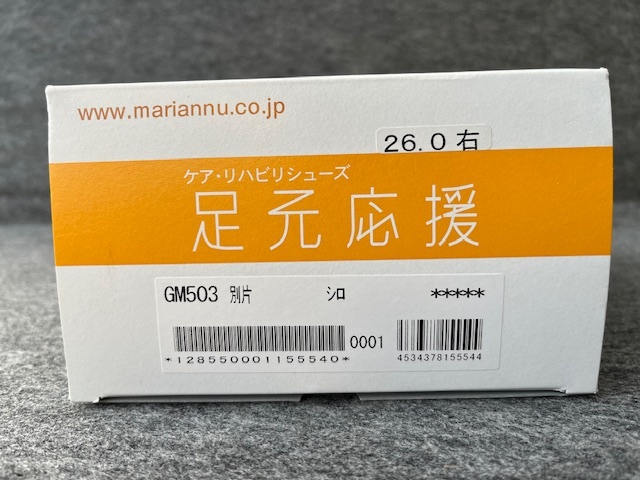 www.mariannu.co.jp
26.0 右
ケア・リハビリシューズ
足元応援
GM503 別片 シロ *****
*128550001155540* 0001 4534378155544